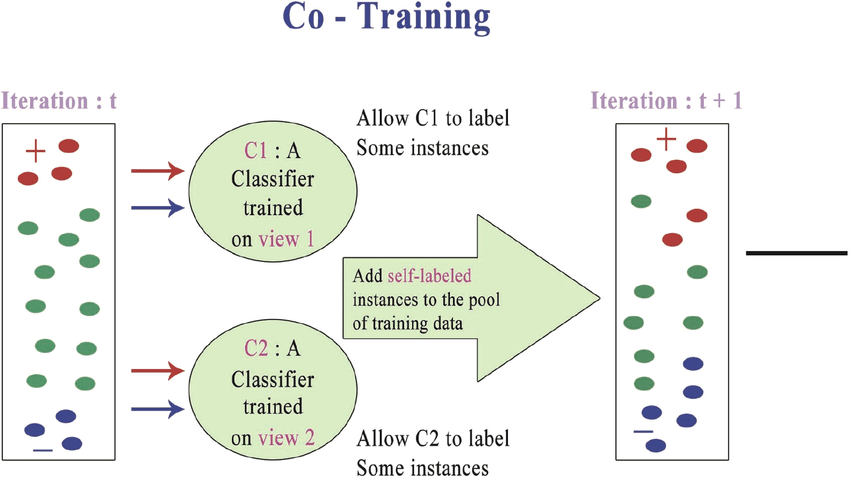 Co - Training
Iteration : t
+
−
C1 : A
Classifier
trained
on view 1
Allow C1 to label
Some instances
Add self-labeled
instances to the pool
of training data
C2 : A
Classifier
trained
on view 2
Allow C2 to label
Some instances
Iteration : t + 1
+
−